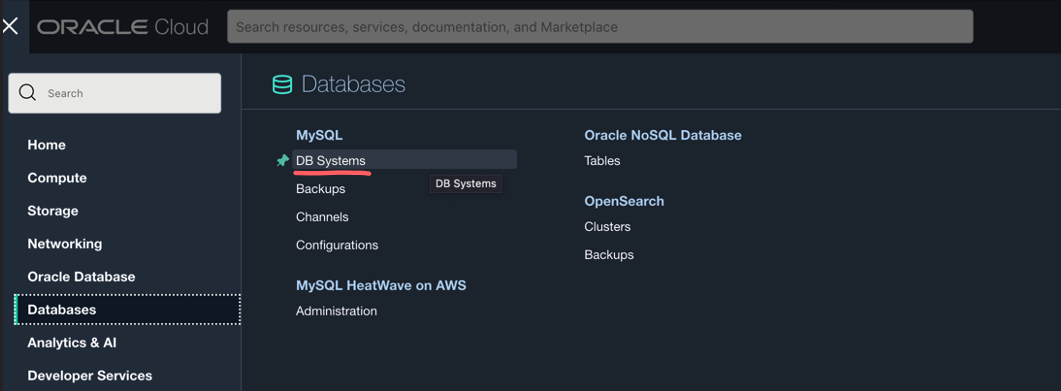 ORACLE Cloud
Search resources, services, documentation, and Marketplace
Search
Home
Compute
Storage
Networking
Oracle Database
Databases
Analytics & AI
Developer Services
Databases
MySQL
DB Systems
DB Systems
Backups
Channels
Configurations
MySQL HeatWave on AWS
Administration
Oracle NoSQL Database
Tables
OpenSearch
Clusters
Backups